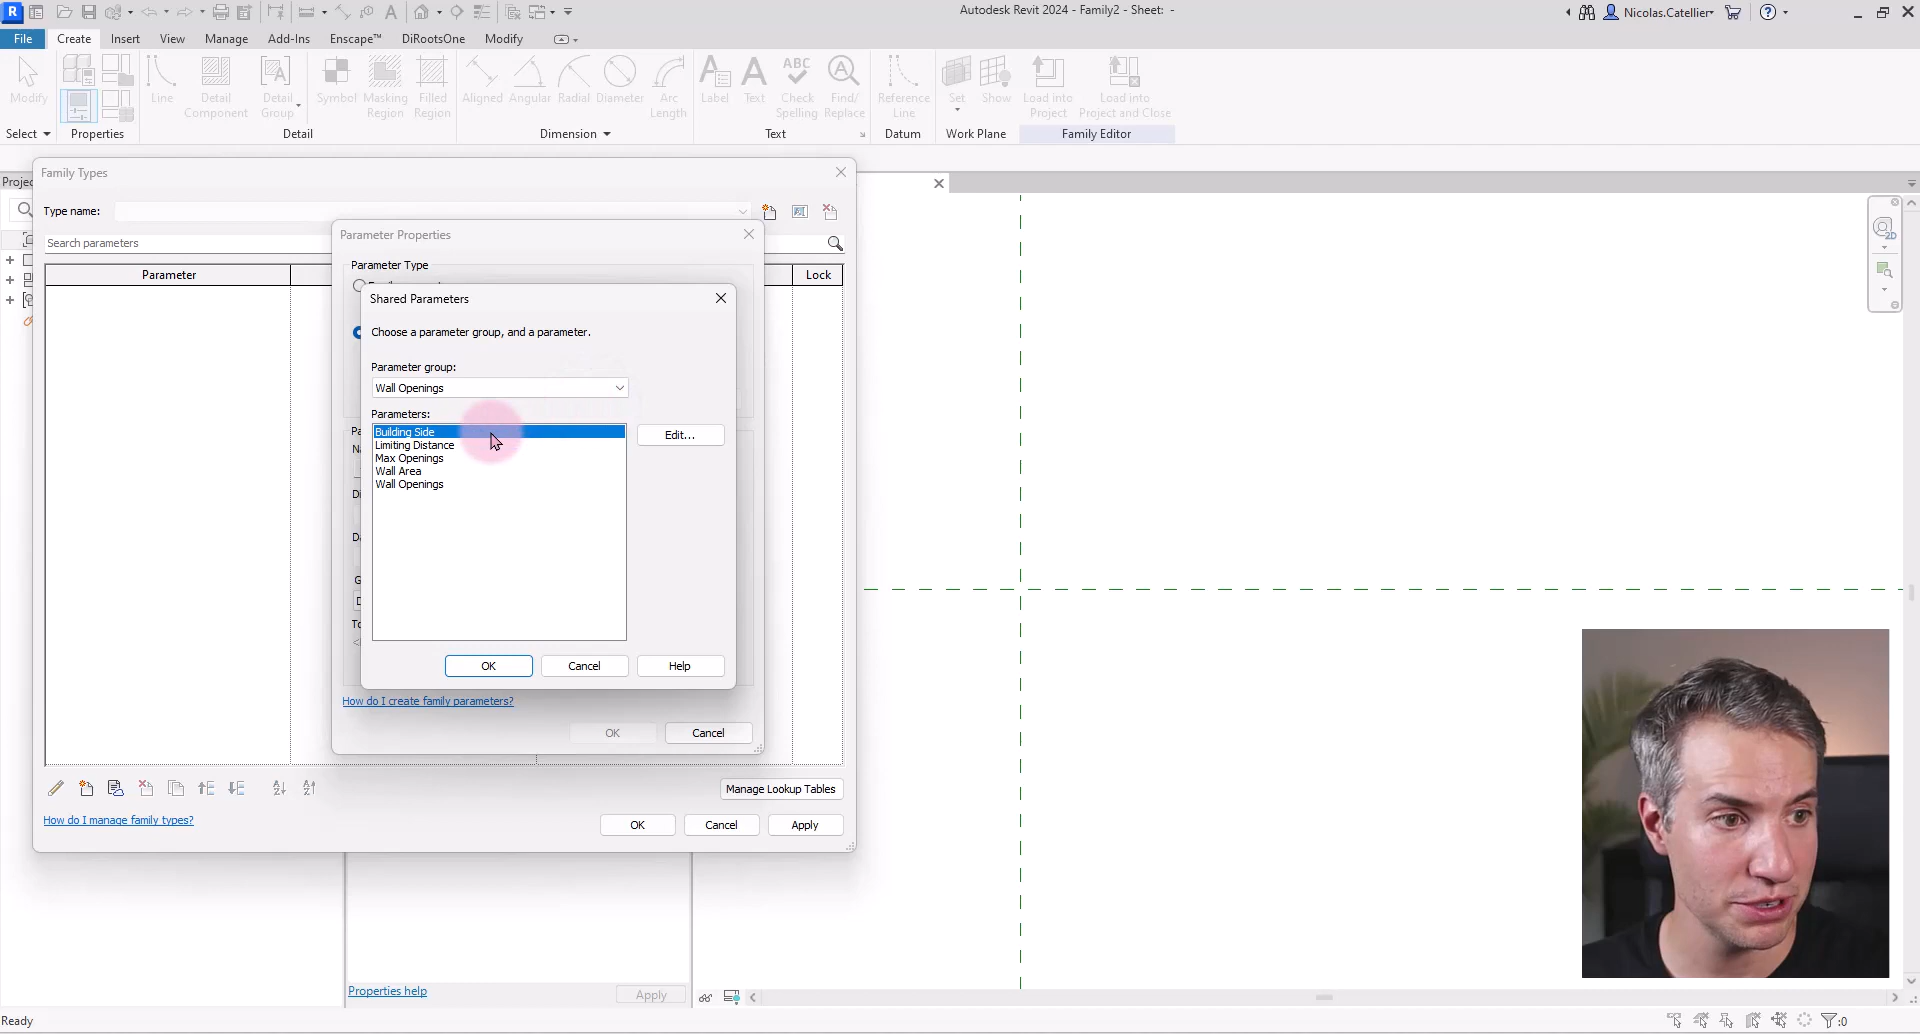 Autodesk Revit 2024 - Family2 - Sheet: -
Nicolas.Catellier
File Create Insert View Manage Add-Ins Enscape™ DiRootsOne Modify
Modify
Line
Detail Component
Detail Group
Symbol
Masking Region
Filled Region
Aligned
Angular
Radial
Diameter
Arc Length
Label
Text
ABC
Check Spelling
Find/ Replace
Reference Line
Set
Show
Load into Project
Load into Project and Close
Select
Properties
Detail
Dimension
Text
Datum
Work Plane
Family Editor
Projec
Family Types
Type name:
Search parameters
Parameter
Lock
Parameter Properties
Parameter Type
Shared Parameters
Choose a parameter group, and a parameter.
Parameter group:
Wall Openings
Parameters:
Building Side
Limiting Distance
Max Openings
Wall Area
Wall Openings
Edit...
OK Cancel Help
How do I create family parameters?
OK Cancel
Manage Lookup Tables
How do I manage family types?
OK Cancel Apply
Properties help
Apply
2D
Ready
:0